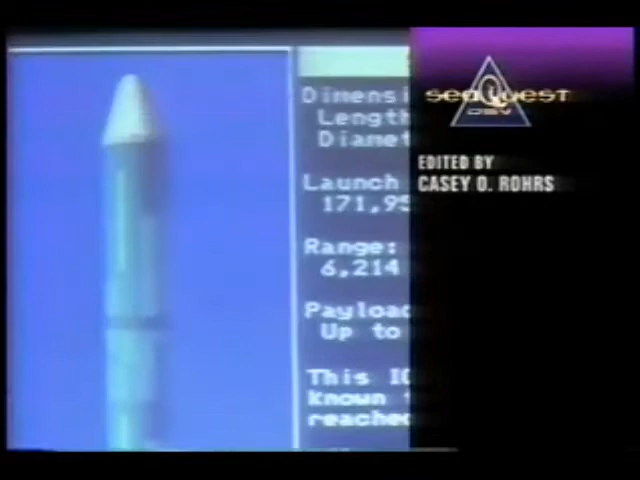 Dimensi
Length
Diamet
Launch
171,95
Range:
6,214
Payload
Up to
This IC
known
reached
seaQuest
DSV
EDITED BY
CASEY O. ROHRS